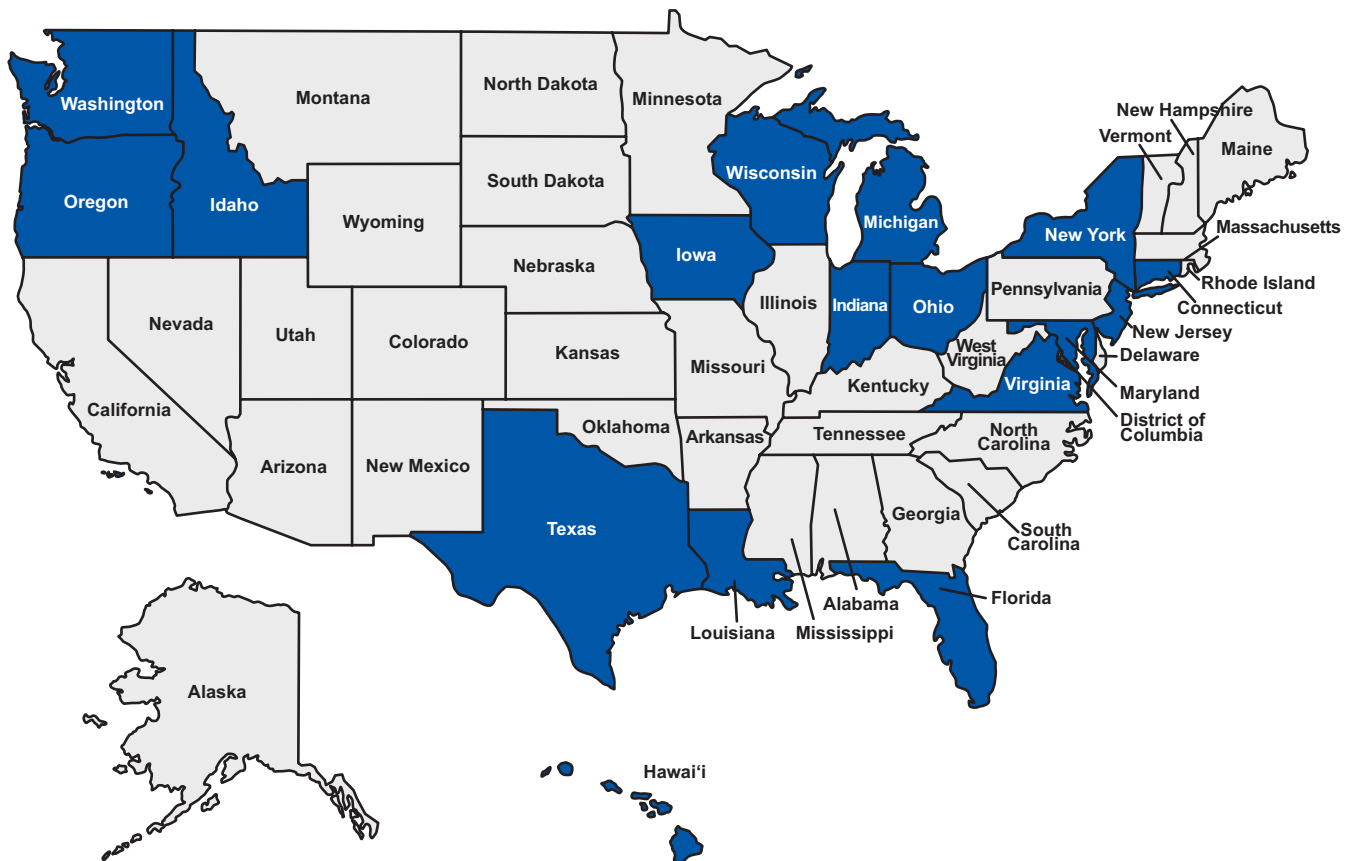 New Hampshire
Vermont
Maine
North Dakota
Minnesota
Montana
Washington
Wisconsin
South Dakota
Idaho
Oregon
Wyoming
Michigan
New York
Massachusetts
Iowa
Nebraska
Rhode Island
Connecticut
Pennsylvania
Illinois
Indiana
Ohio
Nevada
Utah
Colorado
New Jersey
West
Virginia
Delaware
Kansas
Missouri
Kentucky
Virginia
Maryland
California
District of
Columbia
Oklahoma
Arkansas
Tennessee
North
Carolina
Arizona
New Mexico
Georgia
Texas
South
Carolina
Florida
Alabama
Louisiana
Mississippi
Alaska
Hawai‘i